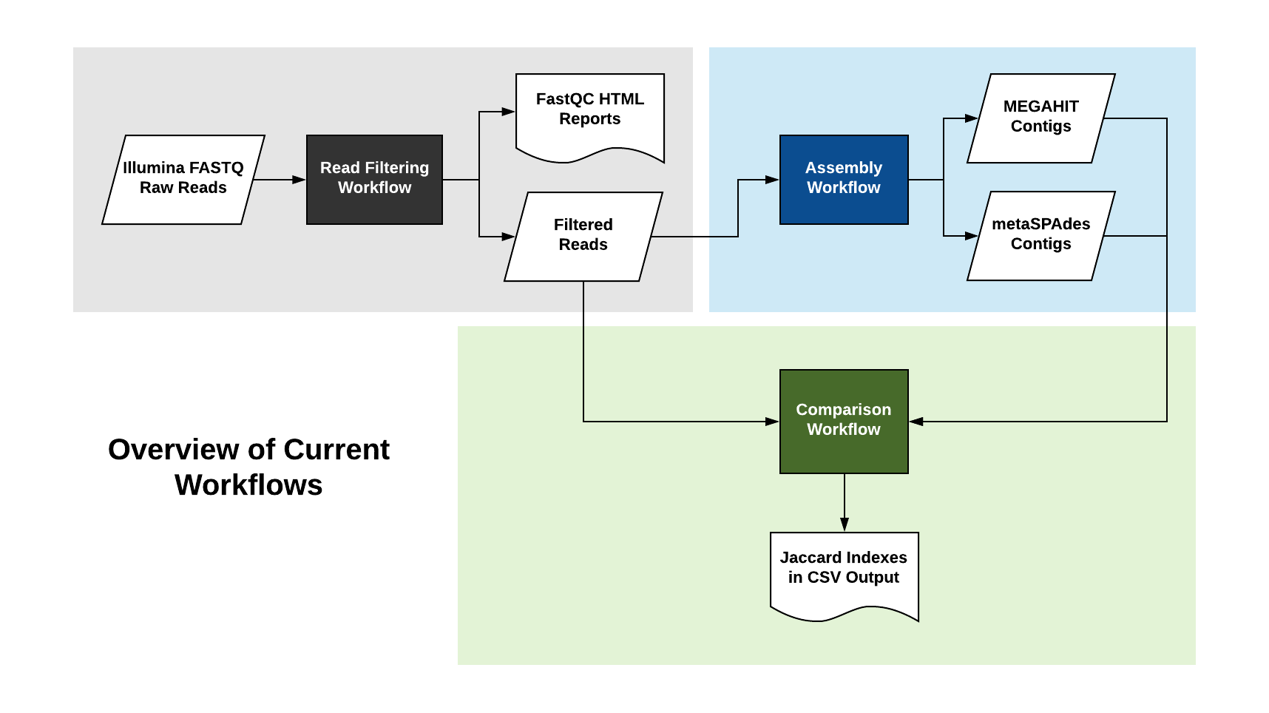 FastQC HTML
Reports
MEGAHIT
Contigs
Illumina FASTQ
Raw Reads
Read Filtering
Workflow
Assembly
Workflow
Filtered
Reads
metaSPAdes
Contigs
Comparison
Workflow
Overview of Current
Workflows
Jaccard Indexes
in CSV Output